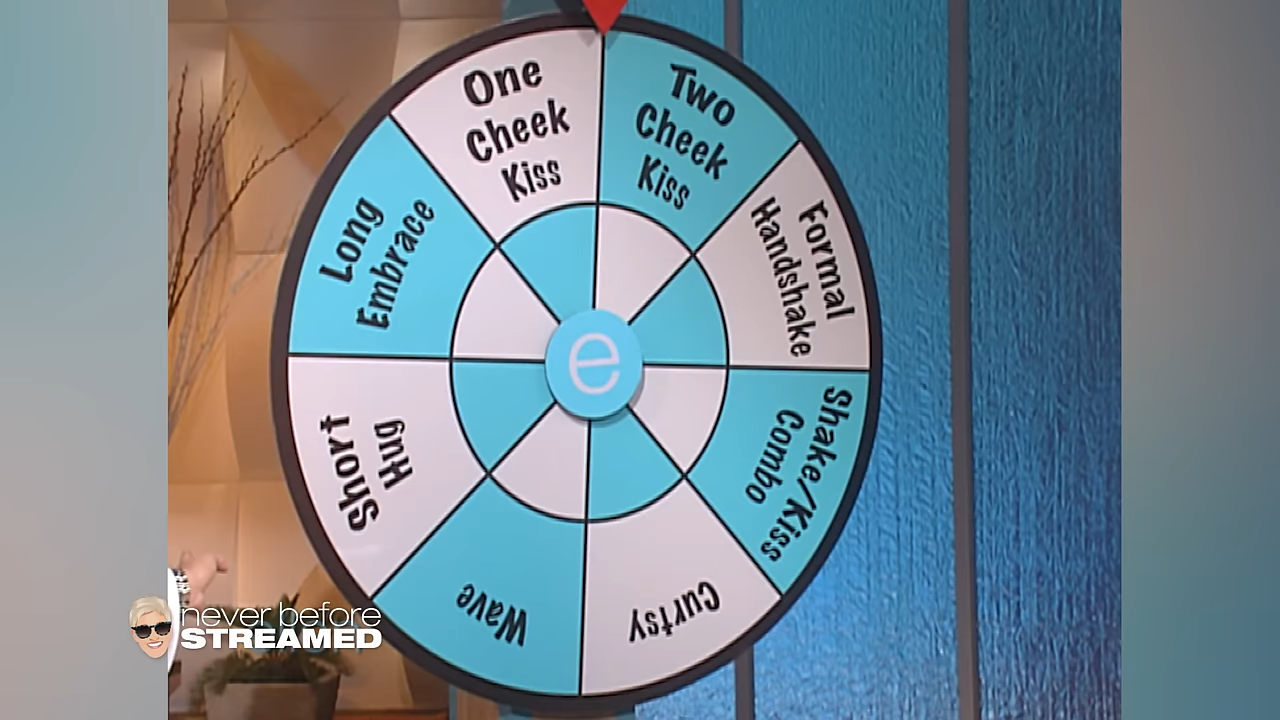 One
Cheek
Kiss
Two
Cheek
Kiss
Formal
Handshake
Shake/Kiss
Combo
Curtsy
Wave
Short
Hug
Long
Embrace
e
never before
STREAMED